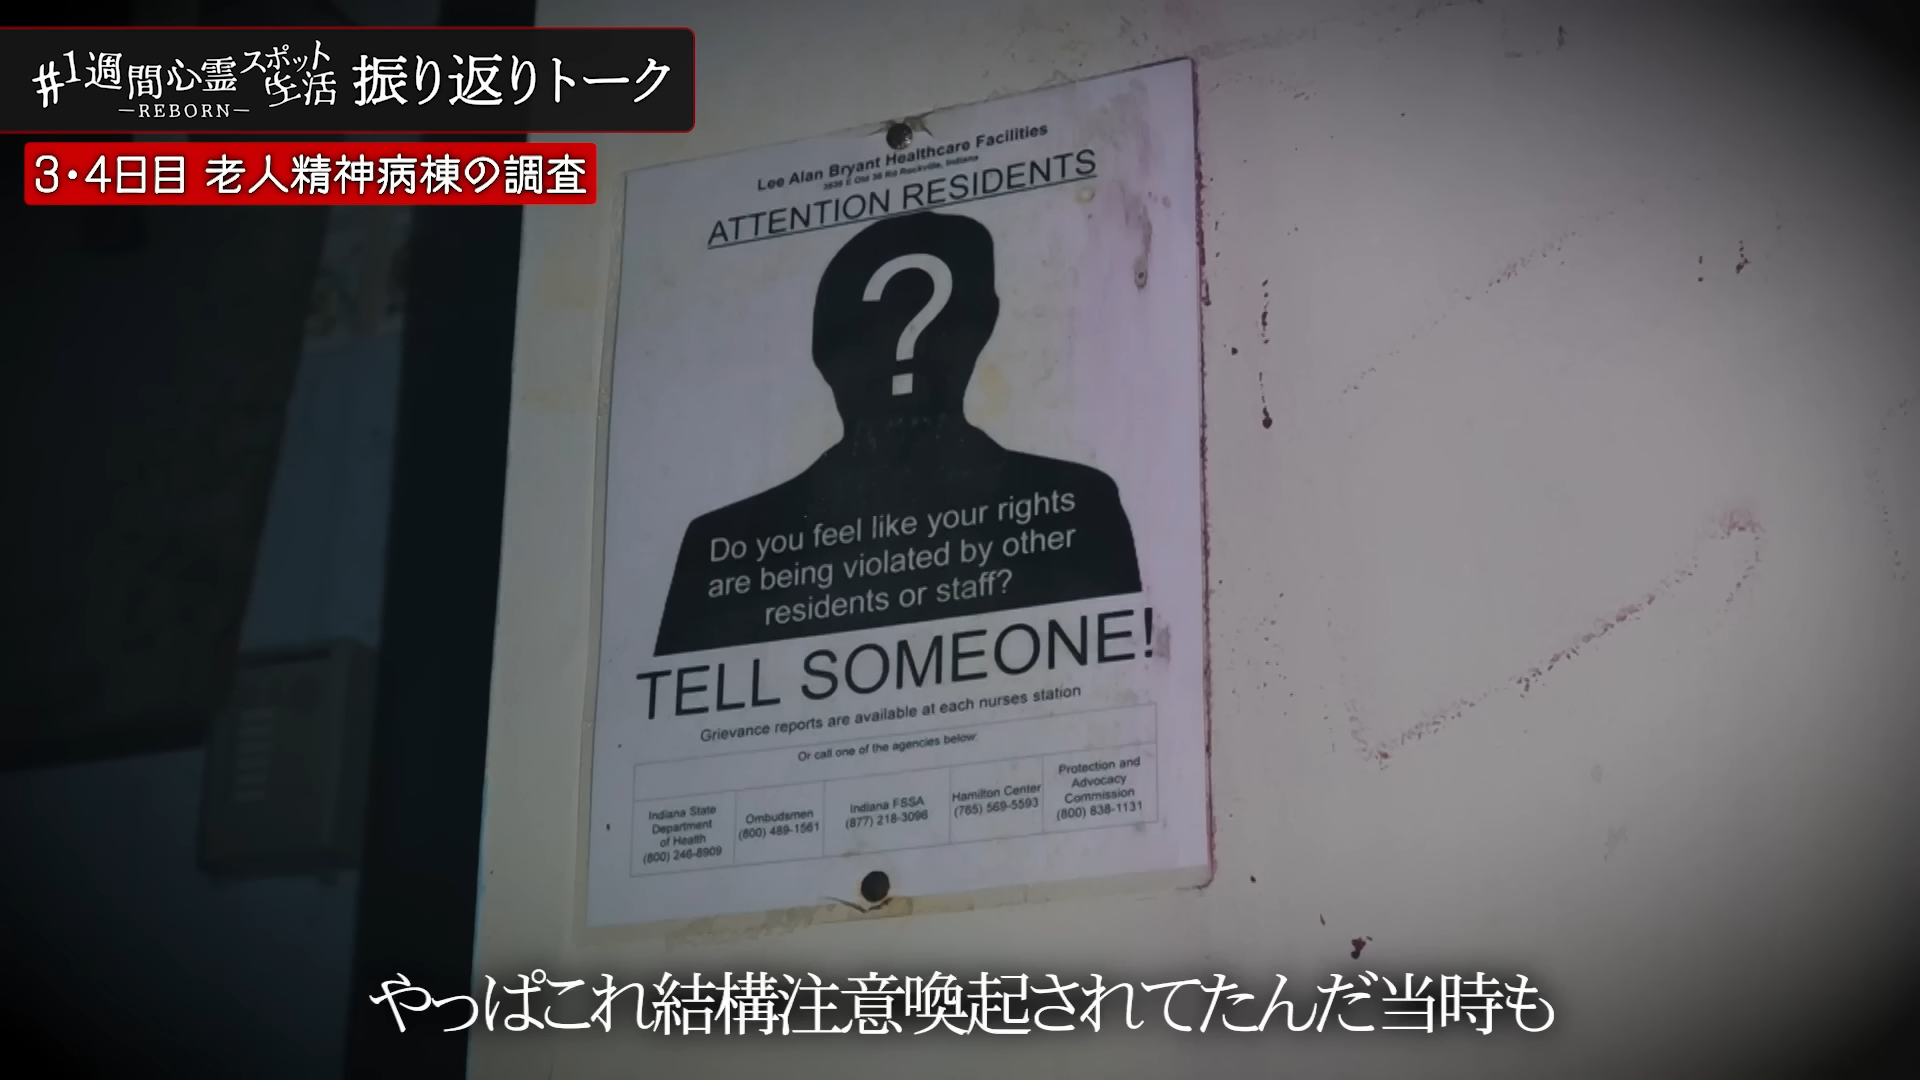 #1週間心霊スポット生活 振り返りトーク
—REBORN—
3・4日目 老人精神病棟の調査
Lee Alan Bryant Healthcare Facilities
ATTENTION RESIDENTS
?
Do you feel like your rights
are being violated by other
residents or staff?
TELL SOMEONE!
Grievance reports are available at each nurses station
Or call one of the agencies below:
Indiana State
Department
of Health
(800) 246-8909
Ombudsmen
(800) 489-1561
Indiana FSSA
(877) 218-3096
Hamilton Center
(765) 569-5593
Protection and
Advocacy
Commission
(800) 838-1131
やっぱこれ結構注意喚起されてたんだ当時も